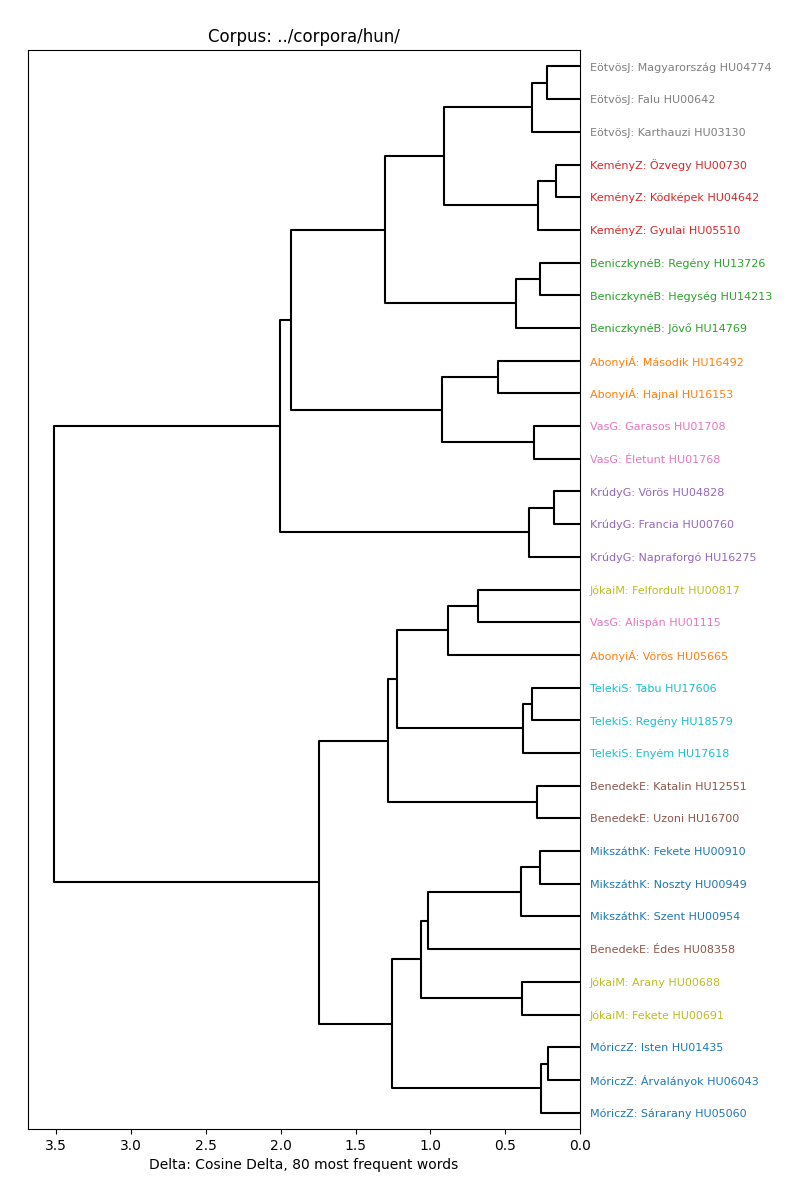 Corpus: ../corpora/hun/
EötvösJ: Magyarország HU04774
EötvösJ: Falu HU00642
EötvösJ: Karthauzi HU03130
KeményZ: Özvegy HU00730
KeményZ: Ködképek HU04642
KeményZ: Gyulai HU05510
BeniczkynéB: Regény HU13726
BeniczkynéB: Hegység HU14213
BeniczkynéB: Jövő HU14769
AbonyiÁ: Második HU16492
AbonyiÁ: Hajnal HU16153
VasG: Garasos HU01708
VasG: Életunt HU01768
KrúdyG: Vörös HU04828
KrúdyG: Francia HU00760
KrúdyG: Napraforgó HU16275
JókaiM: Felfordult HU00817
VasG: Alispán HU01115
AbonyiÁ: Vörös HU05665
TelekiS: Tabu HU17606
TelekiS: Regény HU18579
TelekiS: Enyém HU17618
BenedekE: Katalin HU12551
BenedekE: Uzoni HU16700
MikszáthK: Fekete HU00910
MikszáthK: Noszty HU00949
MikszáthK: Szent HU00954
BenedekE: Édes HU08358
JókaiM: Arany HU00688
JókaiM: Fekete HU00691
MóriczZ: Isten HU01435
MóriczZ: Árvalányok HU06043
MóriczZ: Sárarany HU05060
3.5 3.0 2.5 2.0 1.5 1.0 0.5 0.0
Delta: Cosine Delta, 80 most frequent words